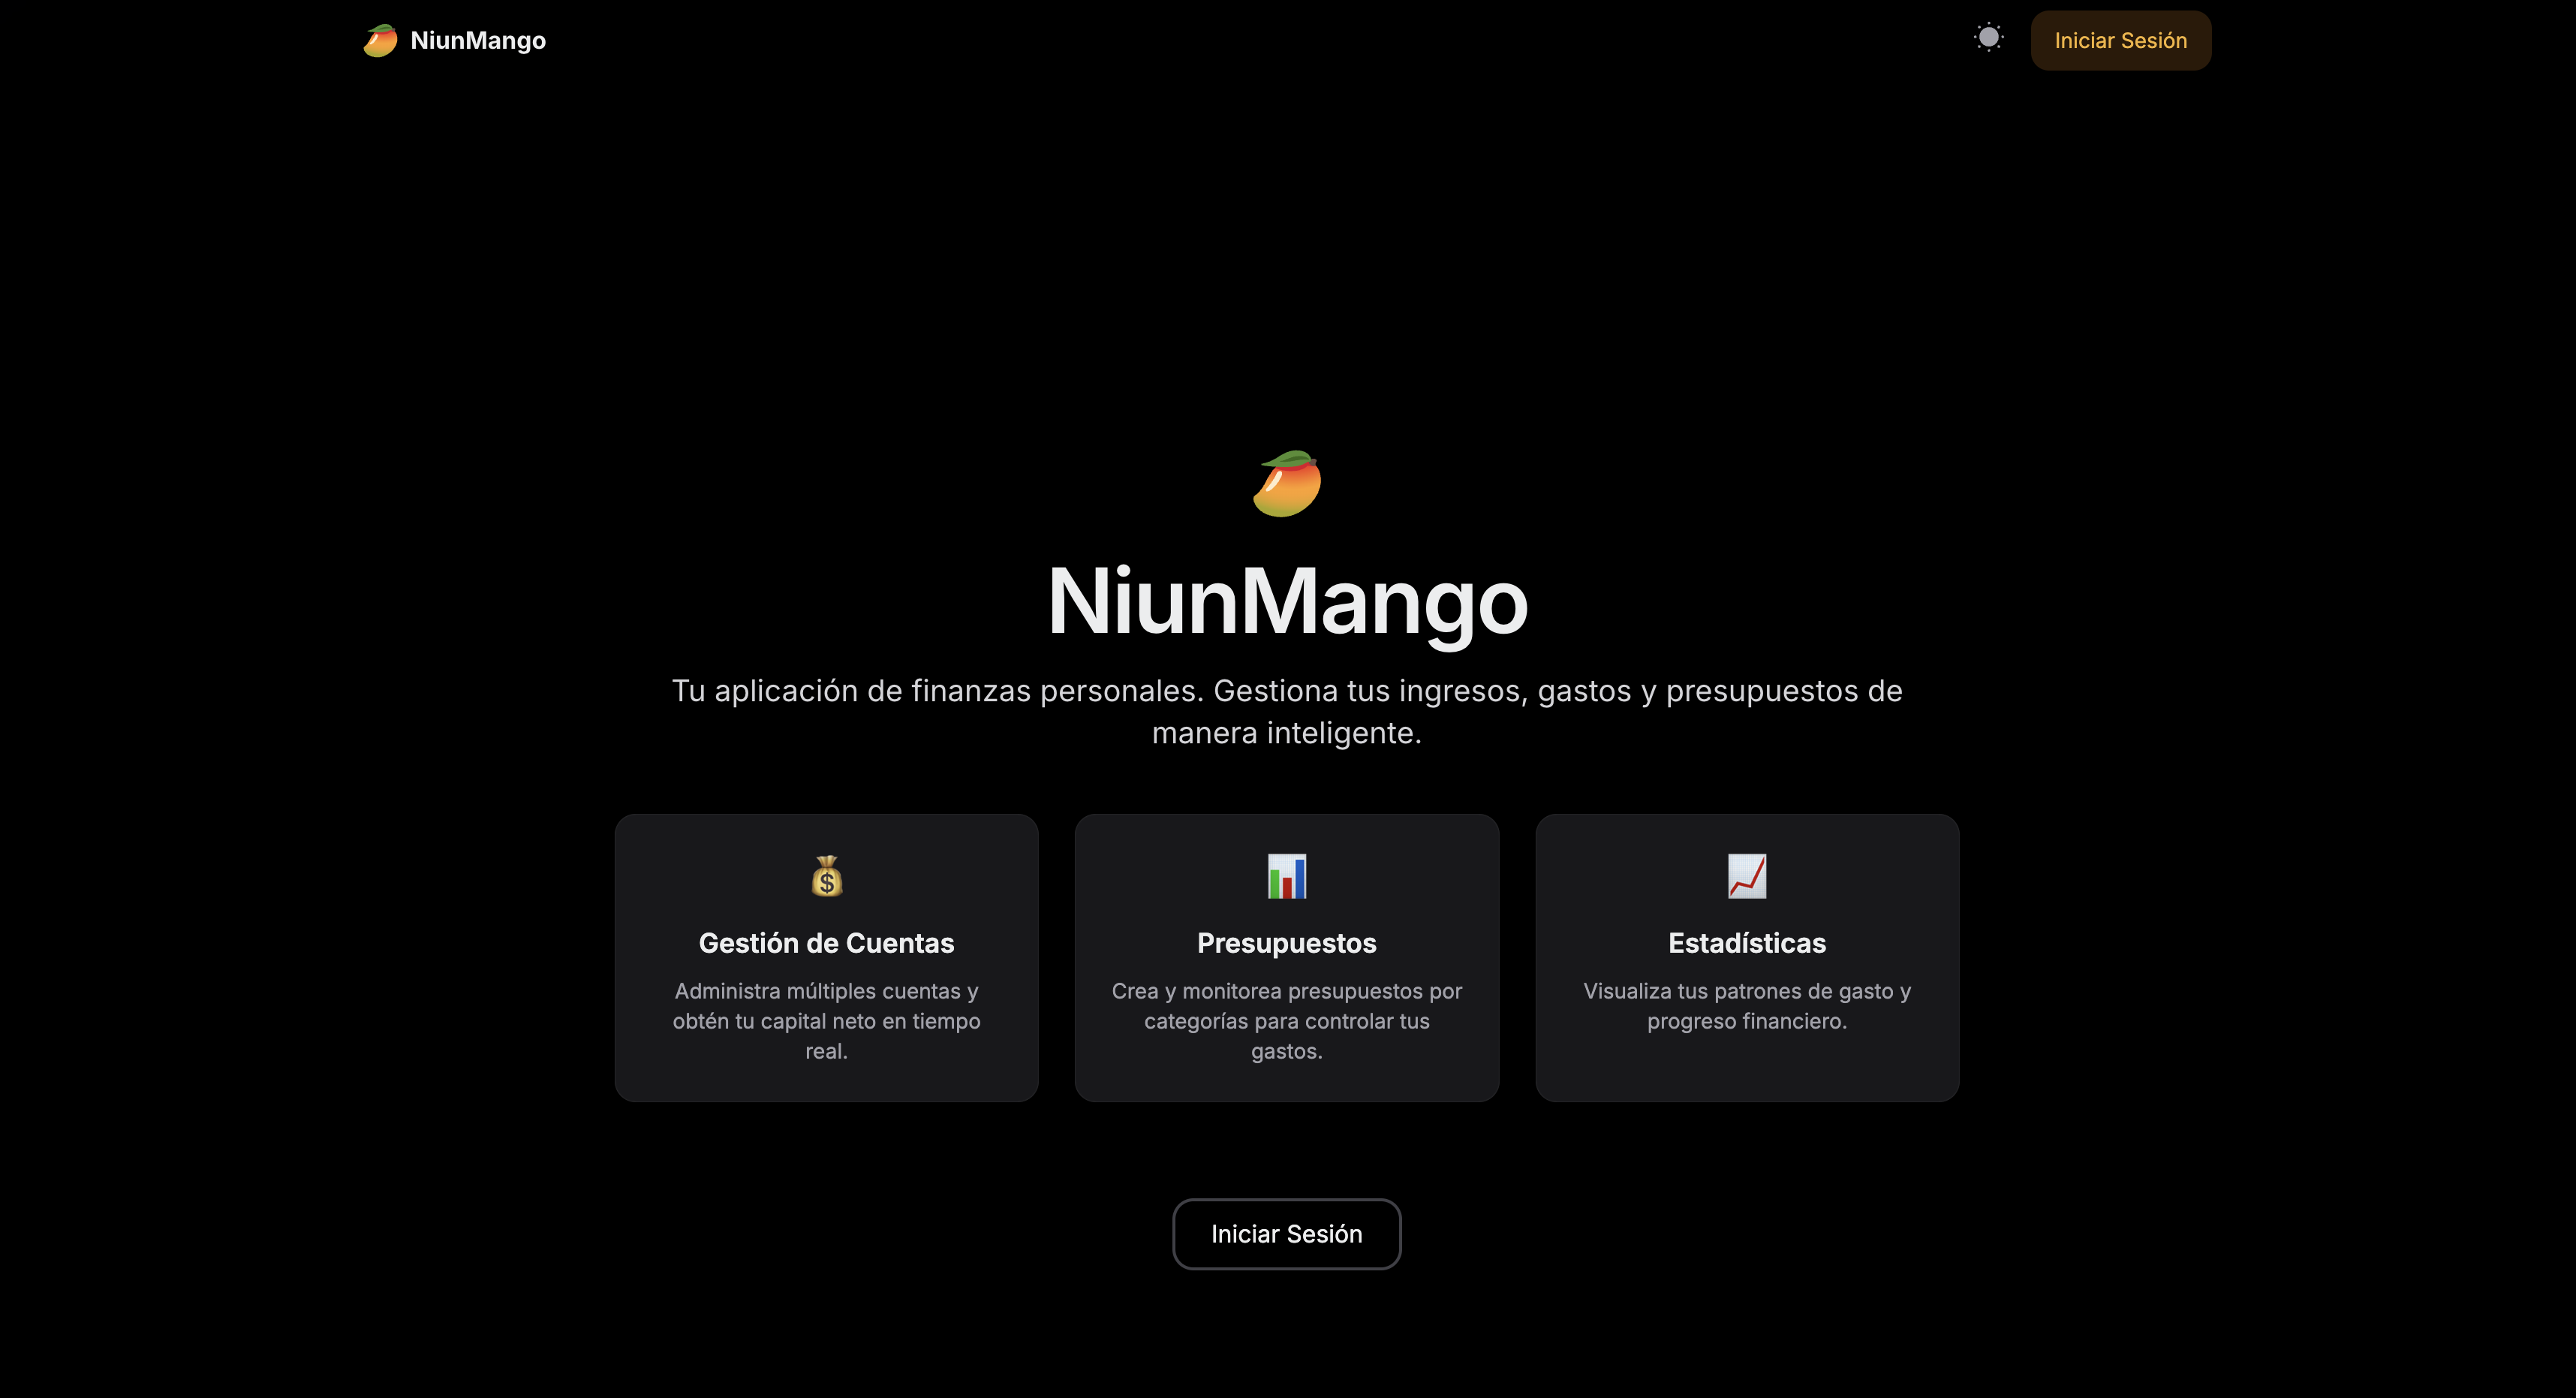 NiunMango
Iniciar Sesión
NiunMango
Tu aplicación de finanzas personales. Gestiona tus ingresos, gastos y presupuestos de
manera inteligente.
Gestión de Cuentas
Administra múltiples cuentas y
obtén tu capital neto en tiempo
real.
Presupuestos
Crea y monitorea presupuestos por
categorías para controlar tus
gastos.
Estadísticas
Visualiza tus patrones de gasto y
progreso financiero.
Iniciar Sesión